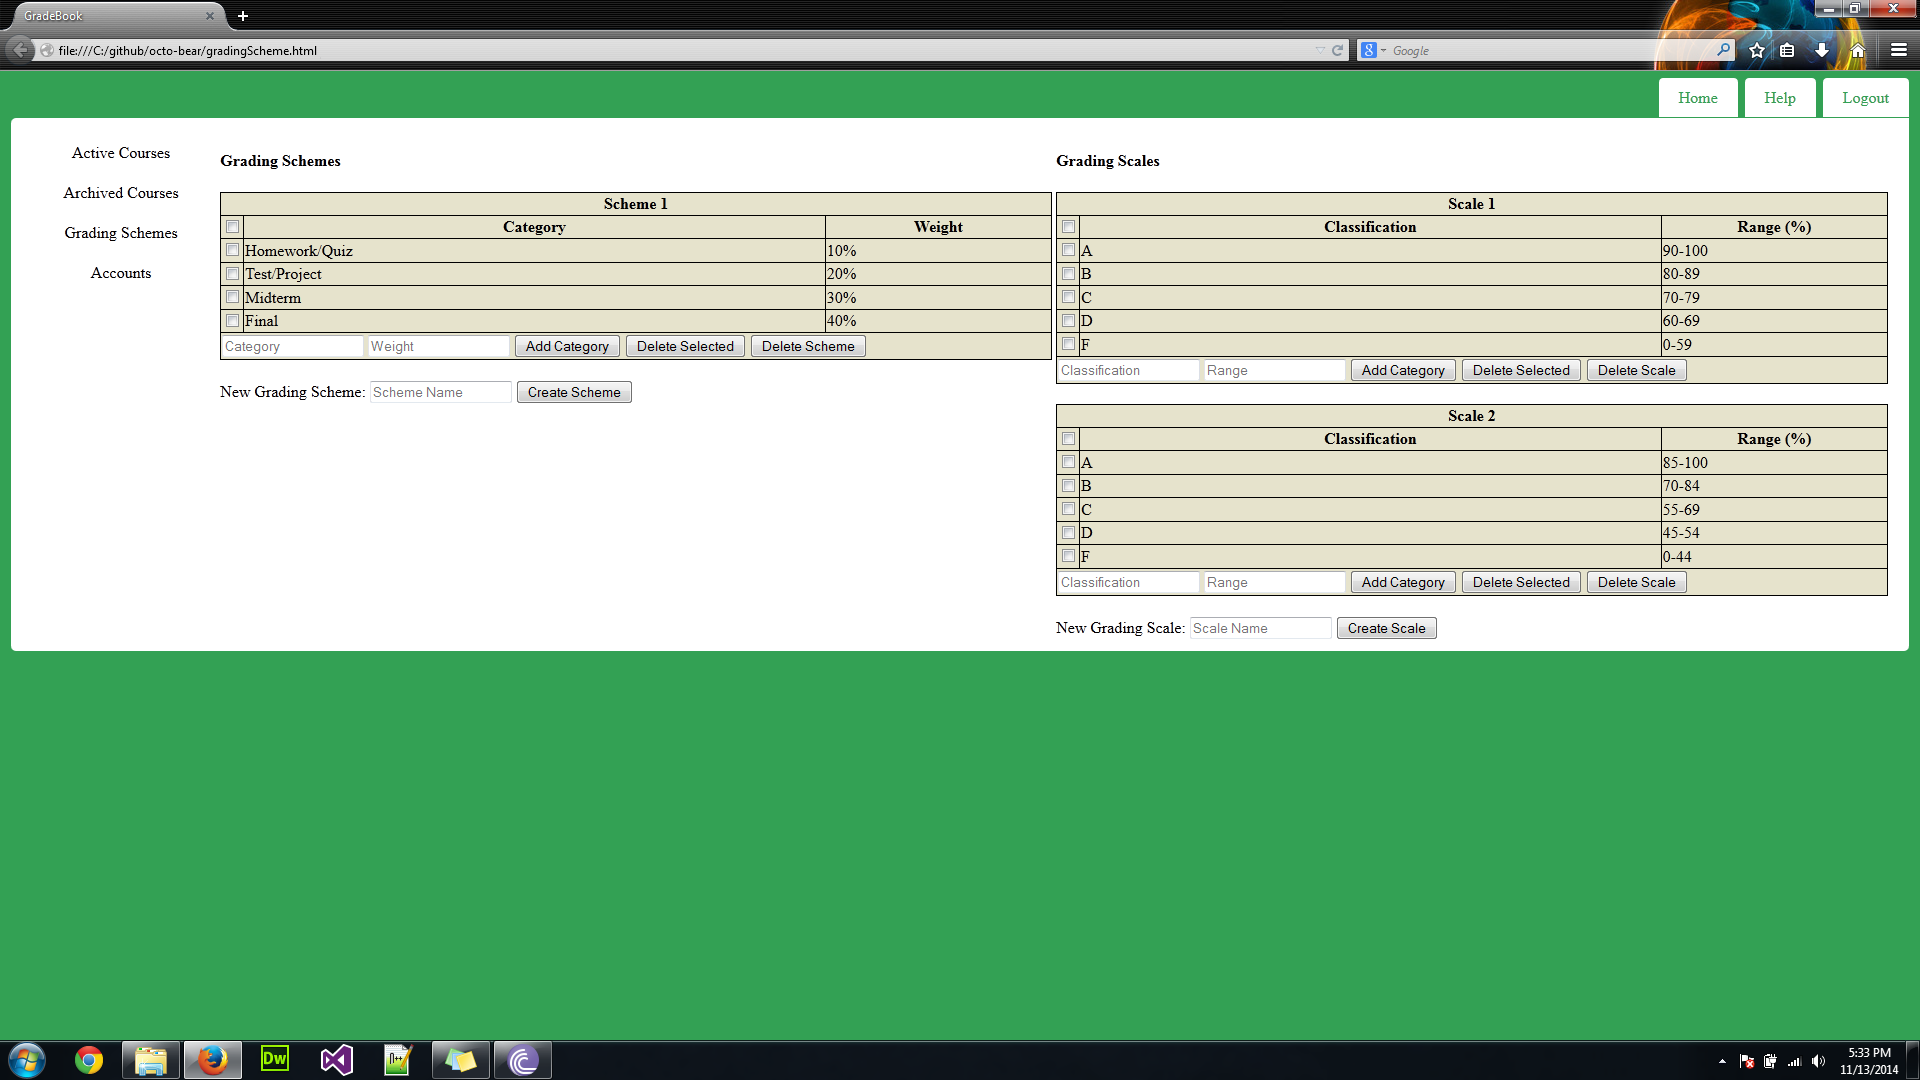 GradeBook
file:///C:/github/octo-bear/gradingScheme.html
Google
Home
Help
Logout
Active Courses
Archived Courses
Grading Schemes
Accounts
Grading Schemes
Scheme 1
Category Weight
Homework/Quiz 10%
Test/Project 20%
Midterm 30%
Final 40%
Category Weight Add Category Delete Selected Delete Scheme
New Grading Scheme: Scheme Name Create Scheme
Grading Scales
Scale 1
Classification Range (%)
A 90-100
B 80-89
C 70-79
D 60-69
F 0-59
Classification Range Add Category Delete Selected Delete Scale
Scale 2
Classification Range (%)
A 85-100
B 70-84
C 55-69
D 45-54
F 0-44
Classification Range Add Category Delete Selected Delete Scale
New Grading Scale: Scale Name Create Scale
Dw
5:33 PM
11/13/2014